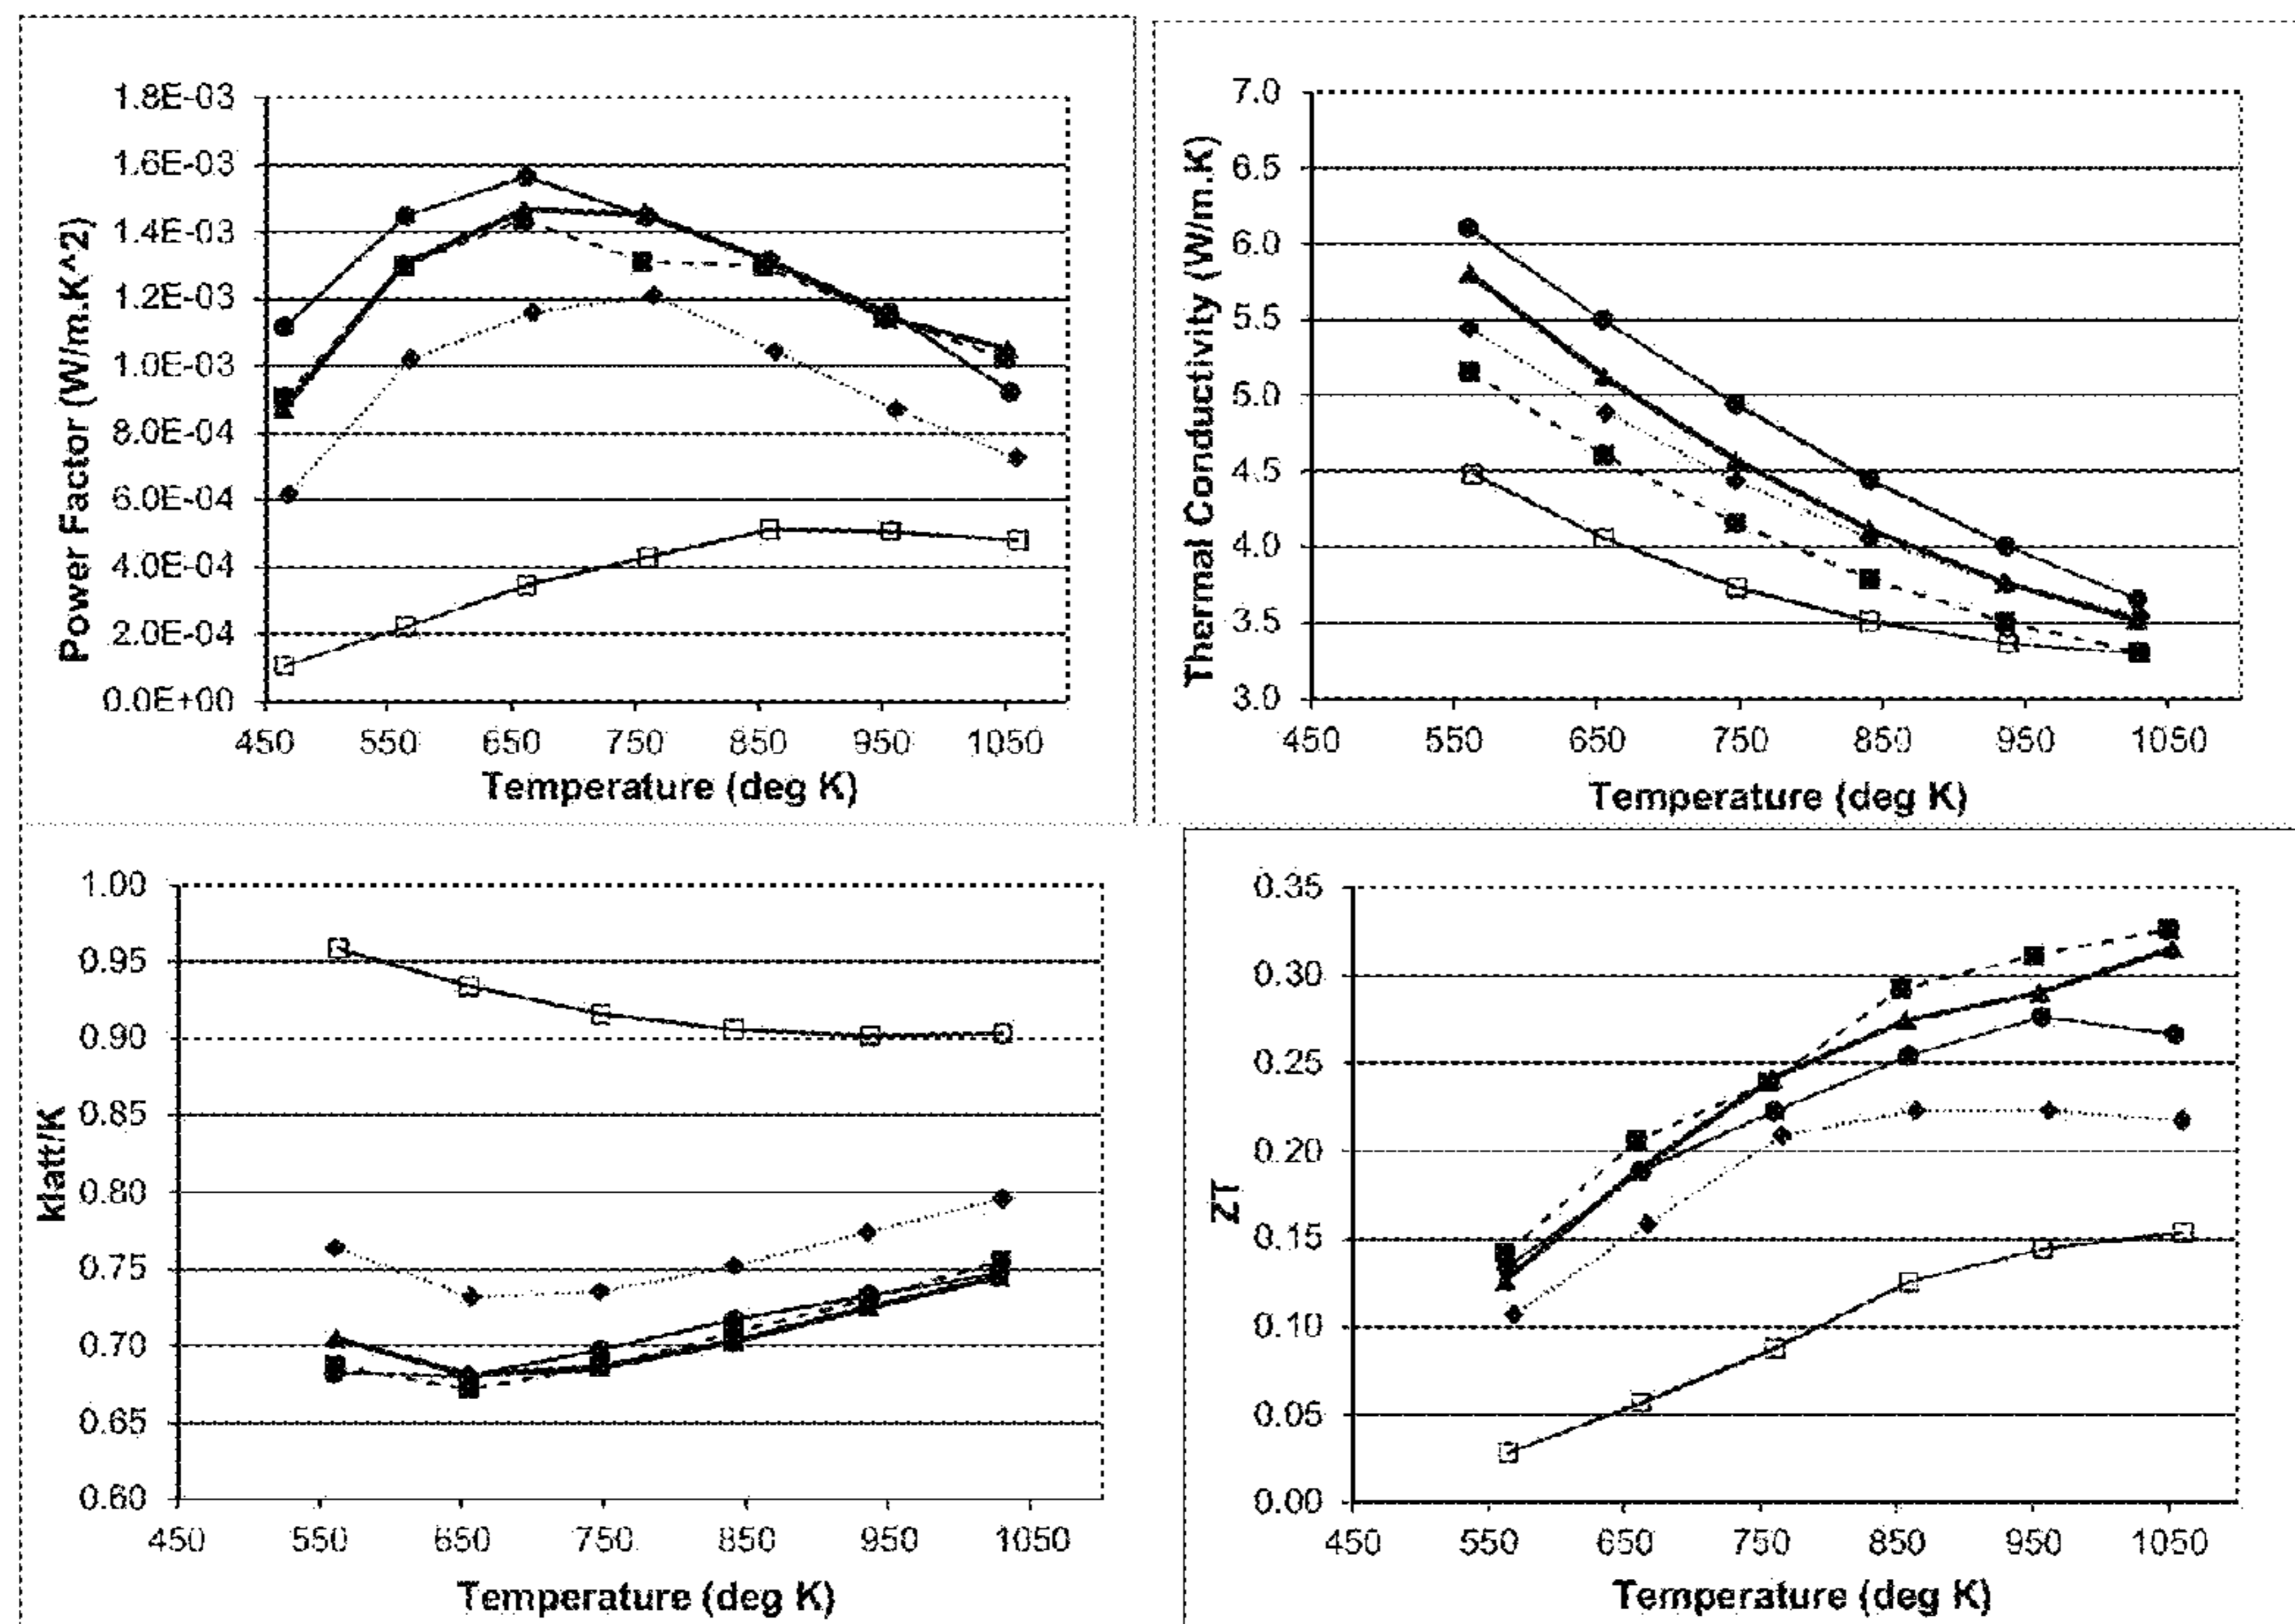 1.8E-03
1.6E-03
1.4E-03
1.2E-03
1.0E-03
8.0E-04
6.0E-04
4.0E-04
2.0E-04
0.0E+00
Power Factor (W/m.K^2)
450 550 650 750 850 950 1050
Temperature (deg K)
7.0
6.5
6.0
5.5
5.0
4.5
4.0
3.5
3.0
Thermal Conductivity (W/m.K)
450 550 650 750 850 950 1050
Temperature (deg K)
1.00
0.95
0.90
0.85
0.80
0.75
0.70
0.65
0.60
klatt/K
450 550 650 750 850 950 1050
Temperature (deg K)
0.35
0.30
0.25
0.20
0.15
0.10
0.05
0.00
ZT
450 550 650 750 850 950 1050
Temperature (deg K)